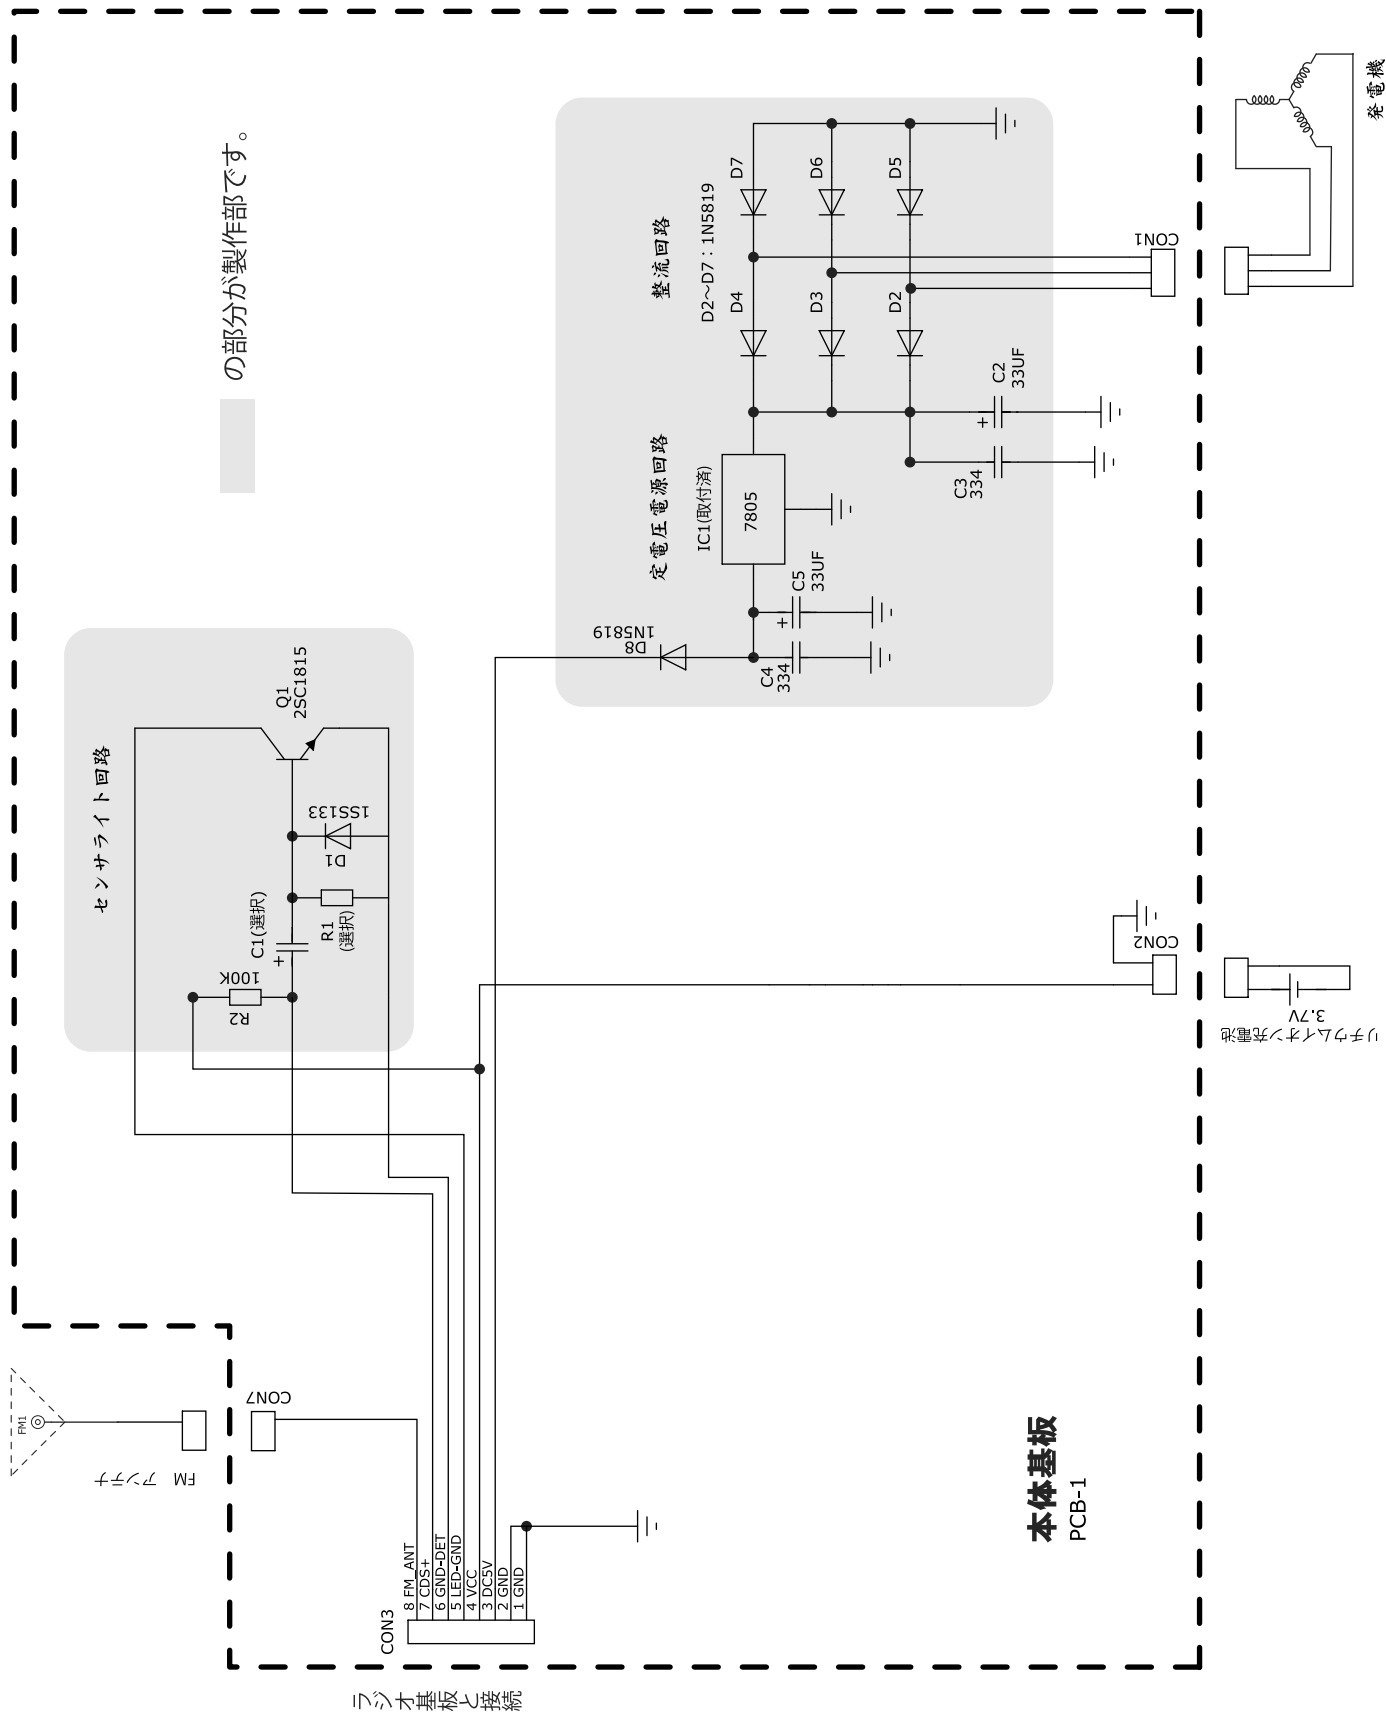 の部分が製作部です。
センサライト回路
Q1
2SC1815
D1
1SS133
C1(選択)
R1
(選択)
R2
100K
整流回路
D2〜D7：1N5819
D7
D6
D5
D4
D3
D2
C2
33UF
+
C3
334
定電圧電源回路
IC1(取付済)
7805
C5
33UF
+
C4
334
D8
1N5819
+
CON1
発電機
CON2
3.7V
リチウムイオン充電池
FM1
FM アンテナ
CON7
CON3
8 FM_ANT
7 CDS+
6 GND-DET
5 LED-GND
4 VCC
3 DC5V
2 GND
1 GND
ラジオ基板と接続
本体基板
PCB-1